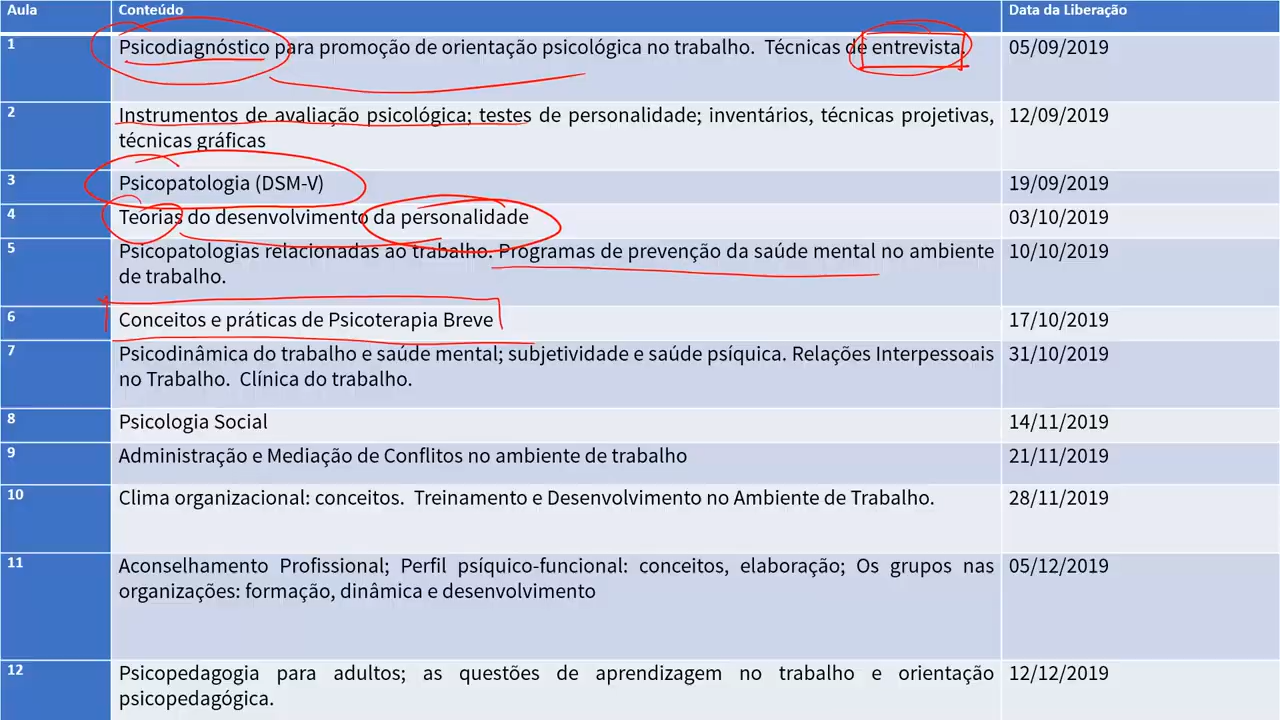 Aula Conteúdo Data da Liberação
1 Psicodiagnóstico para promoção de orientação psicológica no trabalho. Técnicas de entrevista. 05/09/2019
2 Instrumentos de avaliação psicológica; testes de personalidade; inventários, técnicas projetivas, 12/09/2019
técnicas gráficas
3 Psicopatologia (DSM-V) 19/09/2019
4 Teorias do desenvolvimento da personalidade 03/10/2019
5 Psicopatologias relacionadas ao trabalho. Programas de prevenção da saúde mental no ambiente 10/10/2019
de trabalho.
6 Conceitos e práticas de Psicoterapia Breve 17/10/2019
7 Psicodinâmica do trabalho e saúde mental; subjetividade e saúde psíquica. Relações Interpessoais 31/10/2019
no Trabalho. Clínica do trabalho.
8 Psicologia Social 14/11/2019
9 Administração e Mediação de Conflitos no ambiente de trabalho 21/11/2019
10 Clima organizacional: conceitos. Treinamento e Desenvolvimento no Ambiente de Trabalho. 28/11/2019
11 Aconselhamento Profissional; Perfil psíquico-funcional: conceitos, elaboração; Os grupos nas 05/12/2019
organizações: formação, dinâmica e desenvolvimento
12 Psicopedagogia para adultos; as questões de aprendizagem no trabalho e orientação 12/12/2019
psicopedagógica.